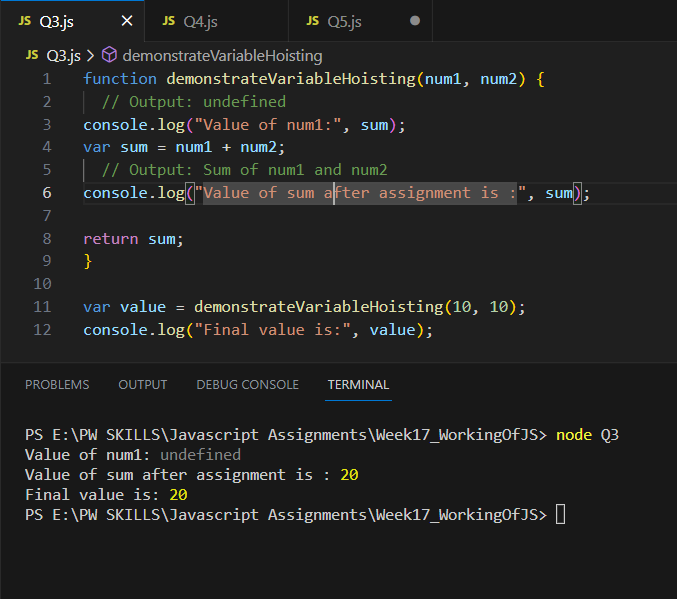 JS Q3.js × JS Q4.js JS Q5.js ●
JS Q3.js > demonstrateVariableHoisting
1 function demonstrateVariableHoisting(num1, num2) {
2 // Output: undefined
3 console.log("Value of num1:", sum);
4 var sum = num1 + num2;
5 // Output: Sum of num1 and num2
6 console.log("Value of sum after assignment is :", sum);
7
8 return sum;
9 }
10
11 var value = demonstrateVariableHoisting(10, 10);
12 console.log("Final value is:", value);
PROBLEMS OUTPUT DEBUG CONSOLE TERMINAL
PS E:\PW SKILLS\Javascript Assignments\Week17_WorkingOfJS> node Q3
Value of num1: undefined
Value of sum after assignment is : 20
Final value is: 20
PS E:\PW SKILLS\Javascript Assignments\Week17_WorkingOfJS>